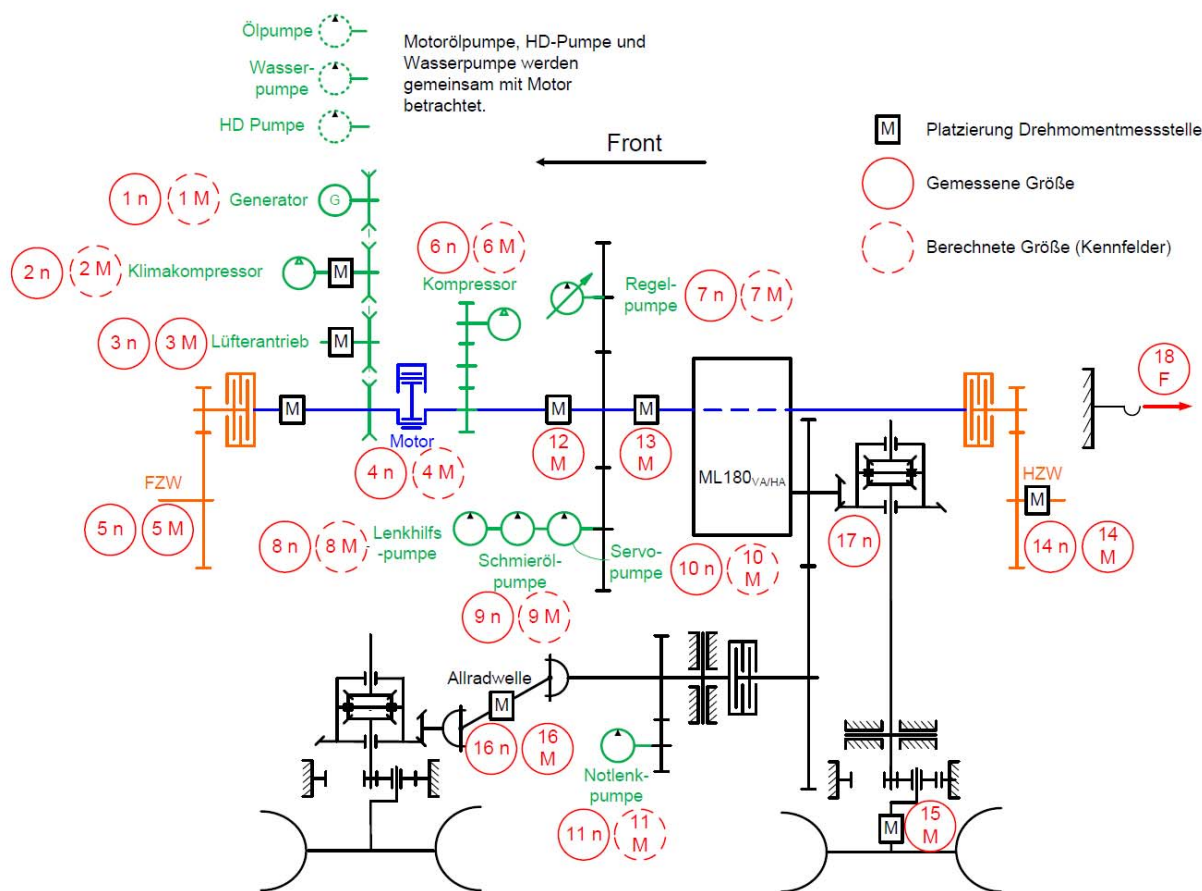 Ölpumpe
Wasser-
pumpe
HD Pumpe
Motorölpumpe, HD-Pumpe und
Wasserpumpe werden
gemeinsam mit Motor
betrachtet.
Front
M Platzierung Drehmomentmessstelle
Gemessene Größe
Berechnete Größe (Kennfelder)
1 n 1 M Generator G
2 n 2 M Klimakompressor M
3 n 3 M Lüfterantrieb M
6 n 6 M
Kompressor
Regel-
pumpe
7 n 7 M
18
F
M
Motor
4 n 4 M
M
12
M
M
13
M
ML180VA/HA
FZW
5 n 5 M
HZW
M
14 n 14
M
17 n
8 n 8 M Lenkhilfs
-pumpe
Schmieröl-
pumpe
9 n 9 M
Servo-
pumpe
10 n 10
M
Allradwelle
M
16 n 16
M
Notlenk-
pumpe
11 n 11
M
M
15
M